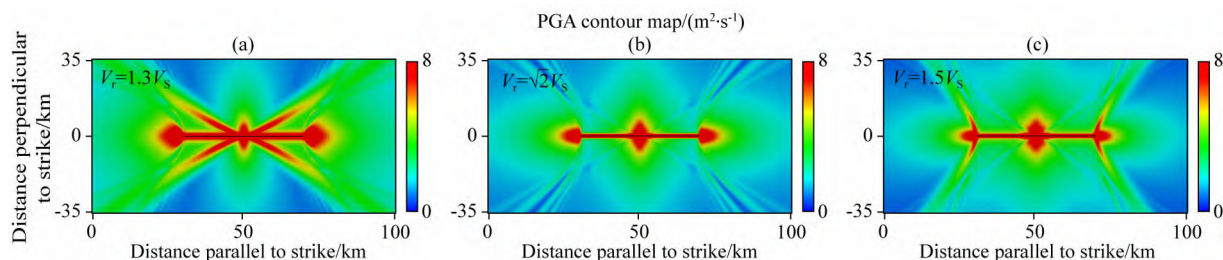 PGA contour map/(m²·s⁻¹)
(a)
(b)
(c)
Distance perpendicular
to strike/km
35
0
-35
Vᵣ=1.3Vₛ
8
0
0
50
100
Distance parallel to strike/km
35
0
-35
Vᵣ=√2Vₛ
8
0
0
50
100
Distance parallel to strike/km
35
0
-35
Vᵣ=1.5Vₛ
8
0
0
50
100
Distance parallel to strike/km